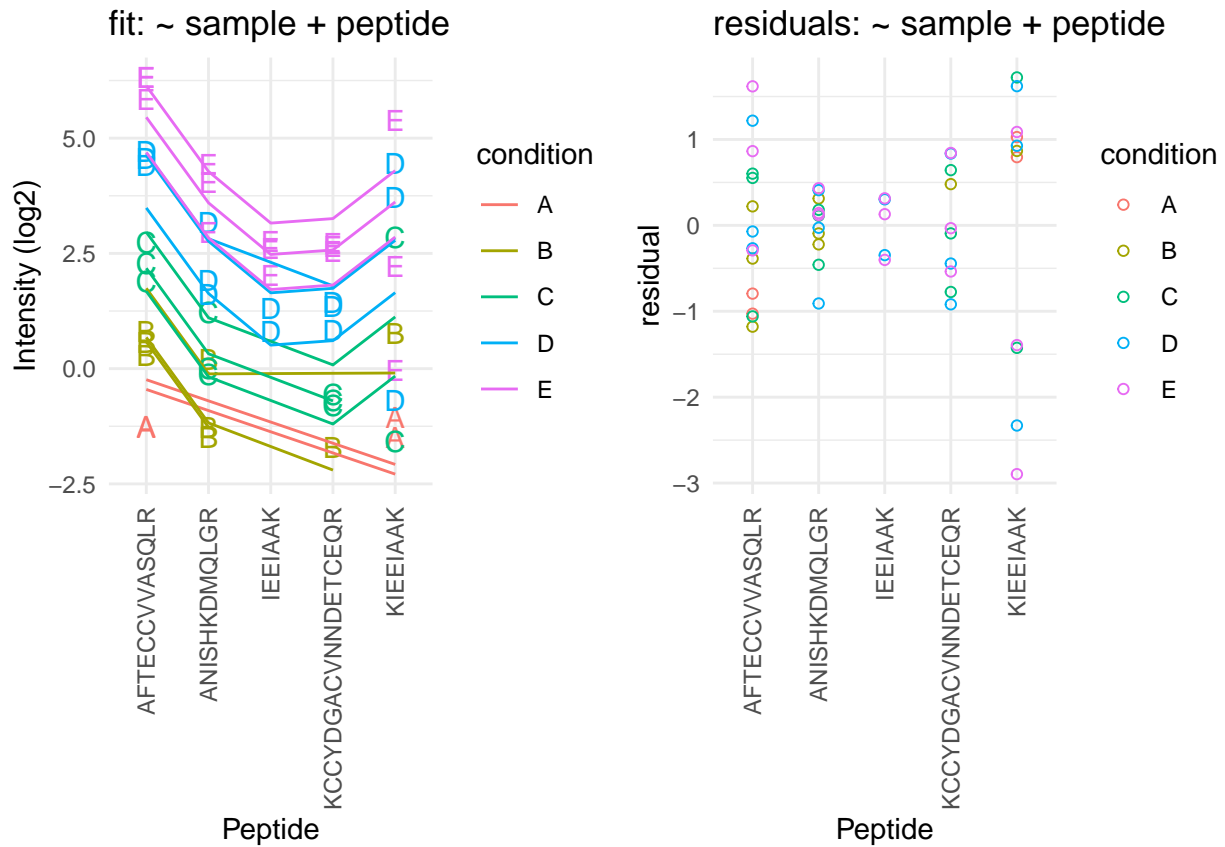 fit: ~ sample + peptide
Intensity (log2)
5.0
2.5
0.0
−2.5
AFTECCVVASQLR
ANISHKDMQLGR
IEEIAAK
KCCYDGACVNNDETCEQR
KIEEIAAK
Peptide
condition
A
B
C
D
E
residuals: ~ sample + peptide
residual
1
0
−1
−2
−3
AFTECCVVASQLR
ANISHKDMQLGR
IEEIAAK
KCCYDGACVNNDETCEQR
KIEEIAAK
Peptide
condition
A
B
C
D
E